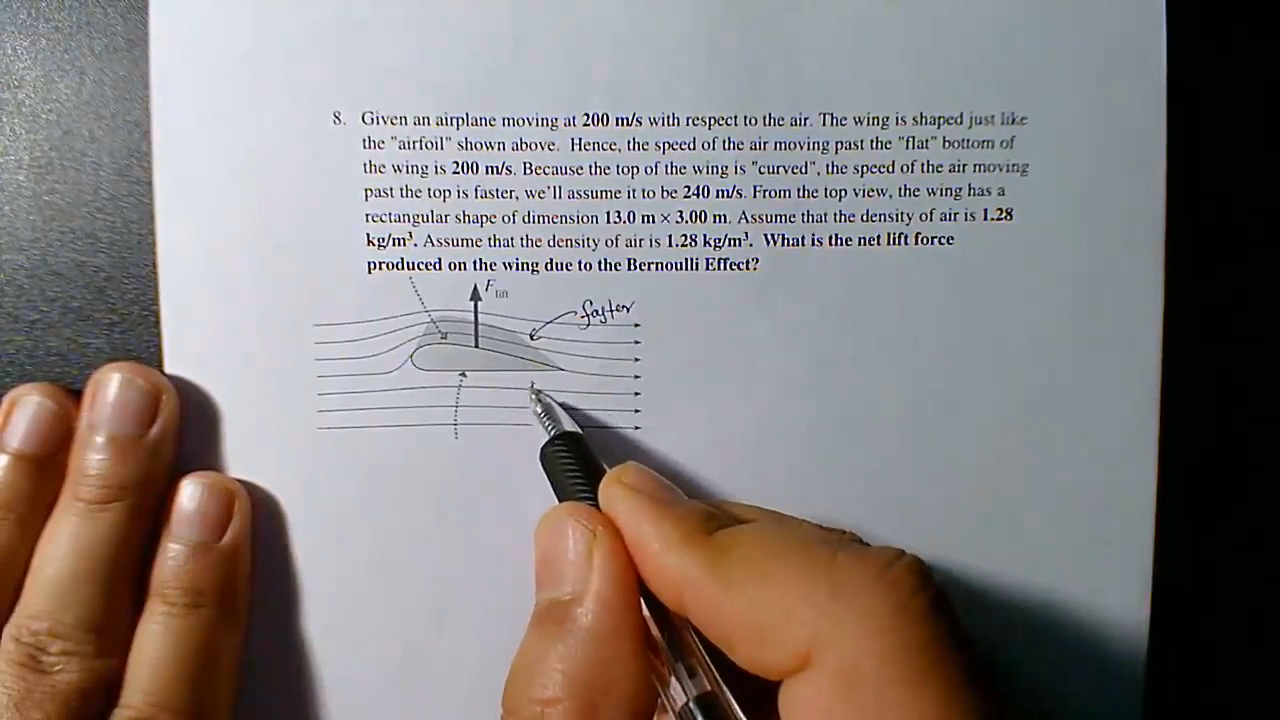 8. Given an airplane moving at 200 m/s with respect to the air. The wing is shaped just like
the "airfoil" shown above. Hence, the speed of the air moving past the "flat" bottom of
the wing is 200 m/s. Because the top of the wing is "curved", the speed of the air moving
past the top is faster, we'll assume it to be 240 m/s. From the top view, the wing has a
rectangular shape of dimension 13.0 m × 3.00 m. Assume that the density of air is 1.28
kg/m³. Assume that the density of air is 1.28 kg/m³. What is the net lift force
produced on the wing due to the Bernoulli Effect?
F lift
faster